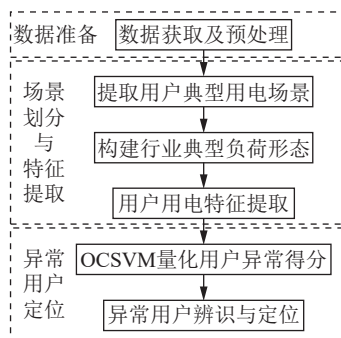 数据准备
数据获取及预处理
场景
划分
与
特征
提取
提取用户典型用电场景
构建行业典型负荷形态
用户用电特征提取
异常
用户
定位
OCSVM量化用户异常得分
异常用户辨识与定位